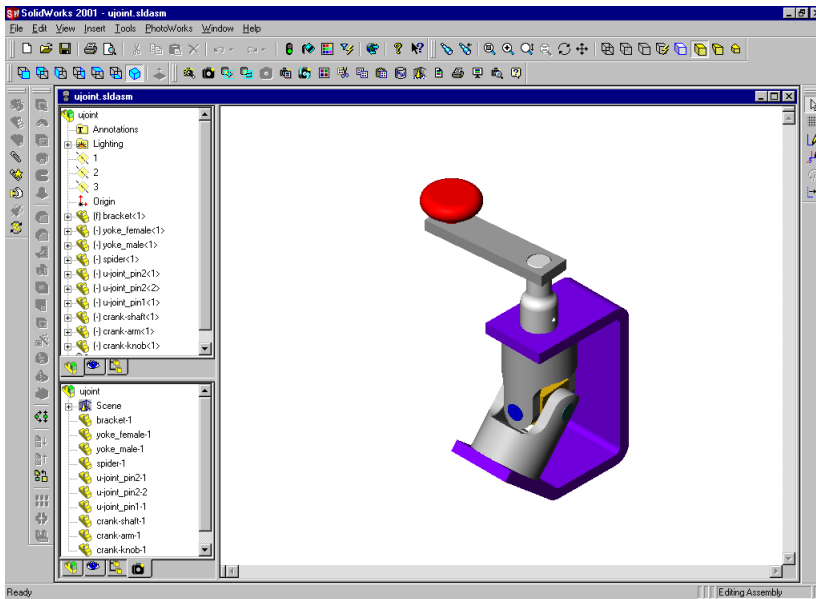 SolidWorks 2001 - ujoint.sldasm
File Edit View Insert Tools PhotoWorks Window Help
ujoint.sldasm
ujoint
Annotations
Lighting
1
2
3
Origin
(f) bracket<1>
(-) yoke_female<1>
(-) yoke_male<1>
(-) spider<1>
(-) u-joint_pin2<1>
(-) u-joint_pin2<2>
(-) u-joint_pin1<1>
(-) crank-shaft<1>
(-) crank-arm<1>
(-) crank-knob<1>
ujoint
Scene
bracket-1
yoke_female-1
yoke_male-1
spider-1
u-joint_pin2-1
u-joint_pin2-2
u-joint_pin1-1
crank-shaft-1
crank-arm-1
crank-knob-1
Ready
Editing Assembly